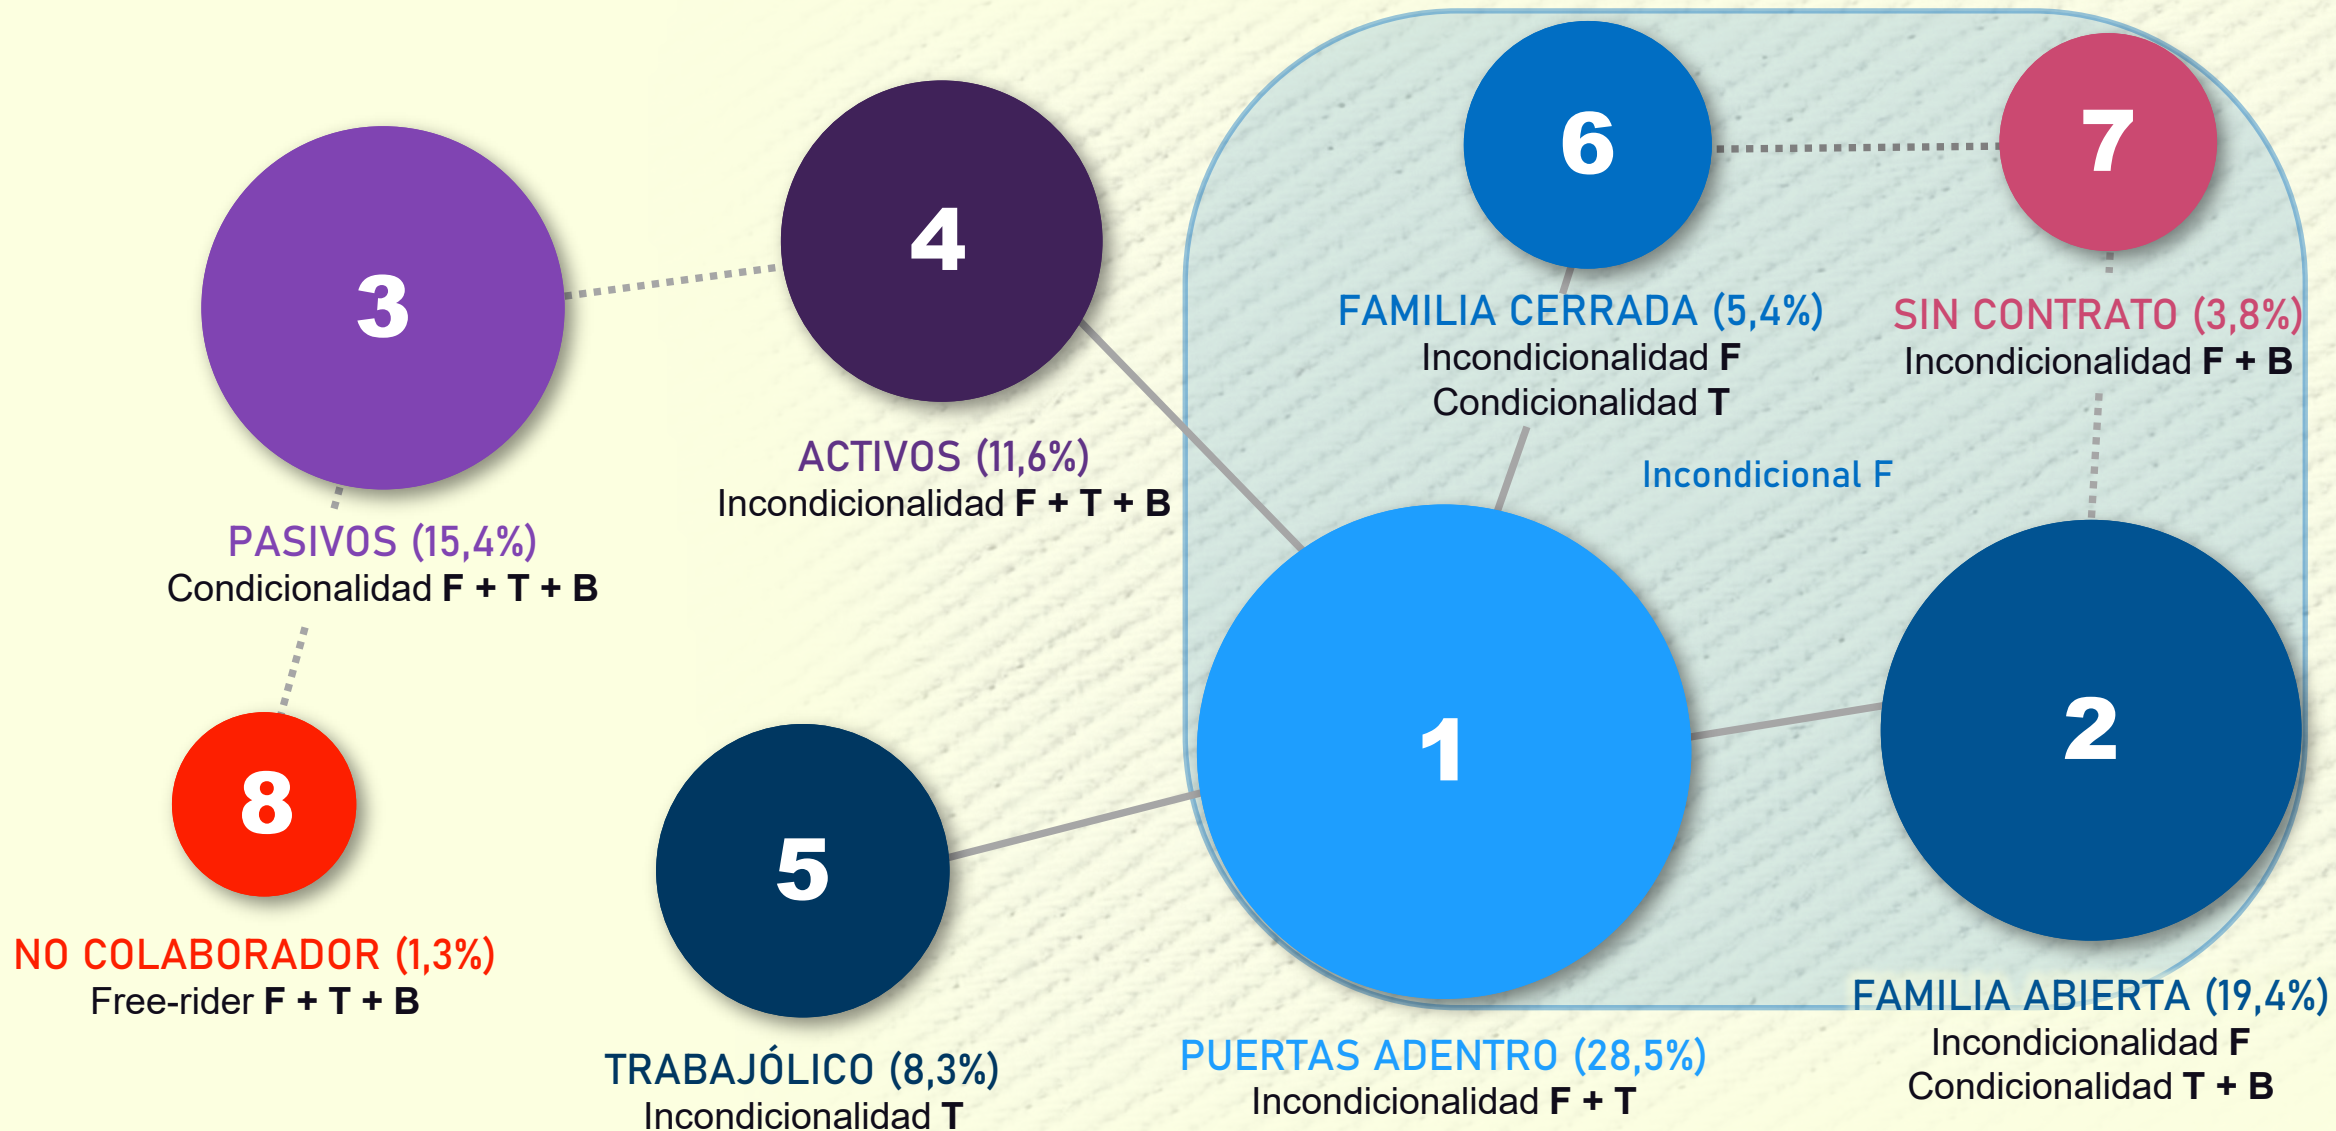 3
PASIVOS (15,4%)
Condicionalidad F + T + B
4
ACTIVOS (11,6%)
Incondicionalidad F + T + B
6
FAMILIA CERRADA (5,4%)
Incondicionalidad F
Condicionalidad T
7
SIN CONTRATO (3,8%)
Incondicionalidad F + B
Incondicional F
8
NO COLABORADOR (1,3%)
Free-rider F + T + B
5
TRABAJÓLICO (8,3%)
Incondicionalidad T
1
PUERTAS ADENTRO (28,5%)
Incondicionalidad F + T
2
FAMILIA ABIERTA (19,4%)
Incondicionalidad F
Condicionalidad T + B